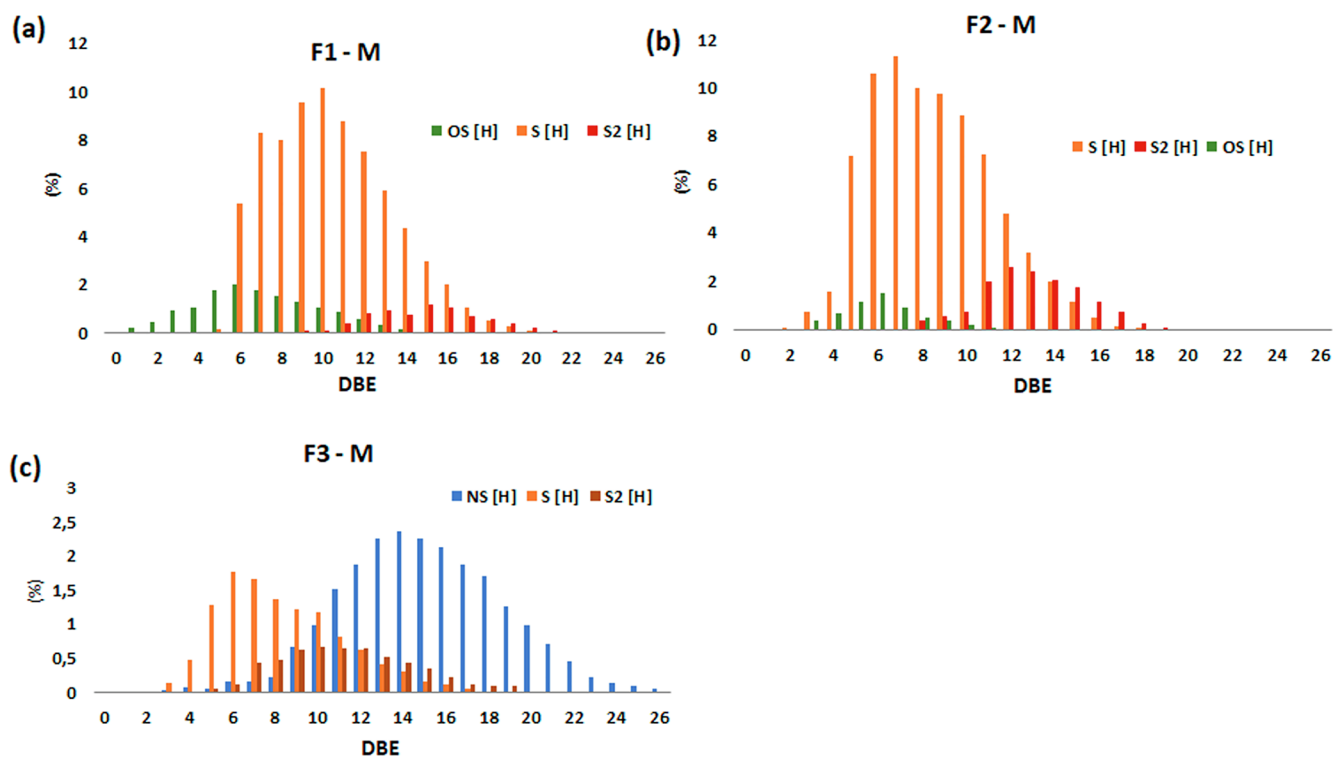 (a)
F1 - M
12
10
8
6
4
2
0
(%)
OS [H] S [H] S2 [H]
0 2 4 6 8 10 12 14 16 18 20 22 24 26
DBE
(b)
F2 - M
12
10
8
6
4
2
0
(%)
S [H] S2 [H] OS [H]
0 2 4 6 8 10 12 14 16 18 20 22 24 26
DBE
(c)
F3 - M
3
2,5
2
1,5
1
0,5
0
(%)
NS [H] S [H] S2 [H]
0 2 4 6 8 10 12 14 16 18 20 22 24 26
DBE